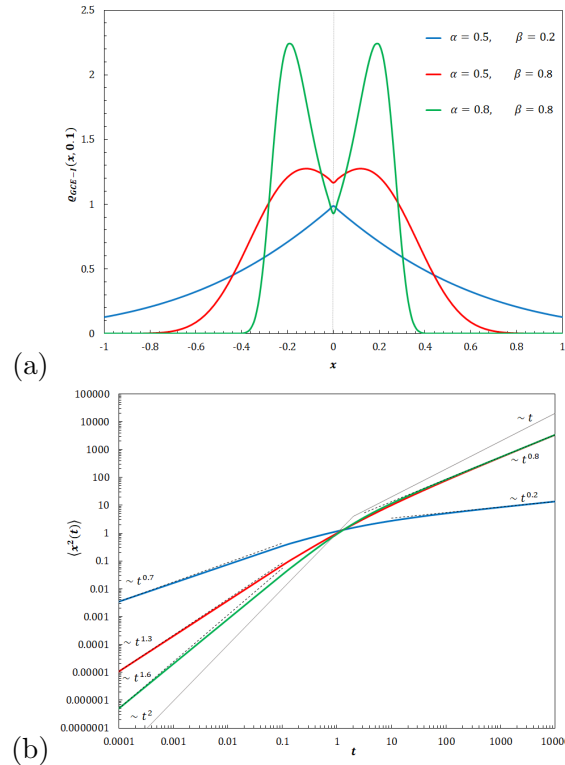 2.5
2
1.5
1
0.5
0
-1 -0.8 -0.6 -0.4 -0.2 0 0.2 0.4 0.6 0.8 1
ϱGCE−I(x, 0.1)
x
α = 0.5, β = 0.2
α = 0.5, β = 0.8
α = 0.8, β = 0.8
(a)
100000
10000
1000
100
10
1
0.1
0.01
0.001
0.0001
0.00001
0.000001
0.0000001
0.0001 0.001 0.01 0.1 1 10 100 1000 10000
⟨x²(t)⟩
t
~ t
~ t^0.8
~ t^0.2
~ t^0.7
~ t^1.3
~ t^1.6
~ t^2
(b)